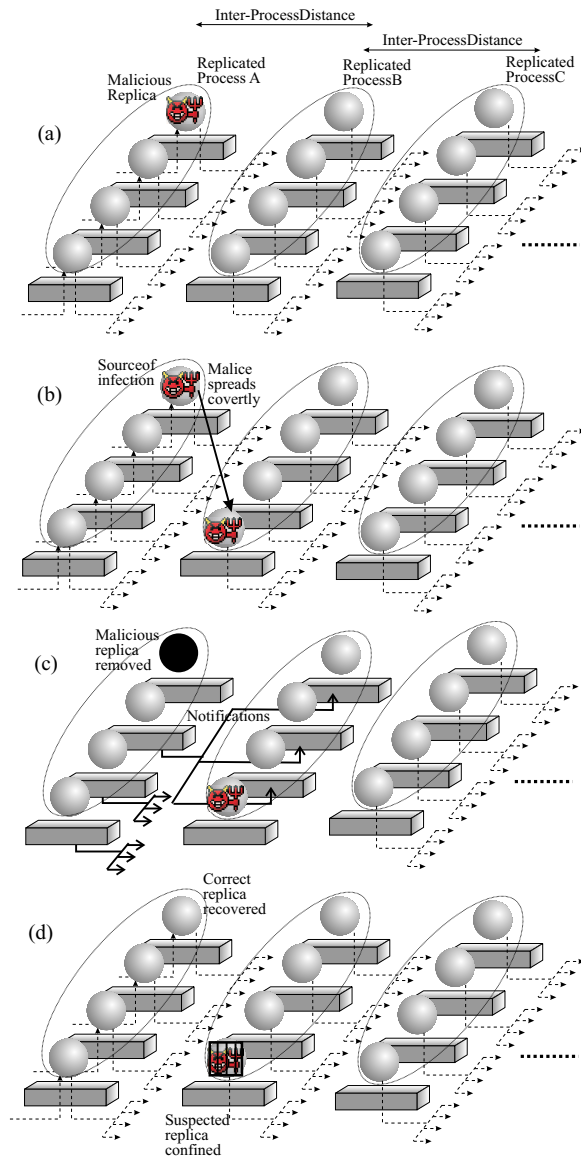 Inter-ProcessDistance
Inter-ProcessDistance
Malicious
Replica
Replicated
Process A
Replicated
ProcessB
Replicated
ProcessC
(a)
Sourceof
infection
Malice
spreads
covertly
(b)
Malicious
replica
removed
(c)
Notifications
Correct
replica
recovered
(d)
Suspected
replica
confined